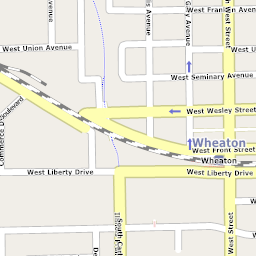 West Franklin Avenue
West Street
Avenue
West Union Avenue
West Seminary Avenue
West Wesley Street
Wheaton
West Front Street
Wheaton
Commerce D Boulevard
West Liberty Drive
West Liberty Drive
West Street